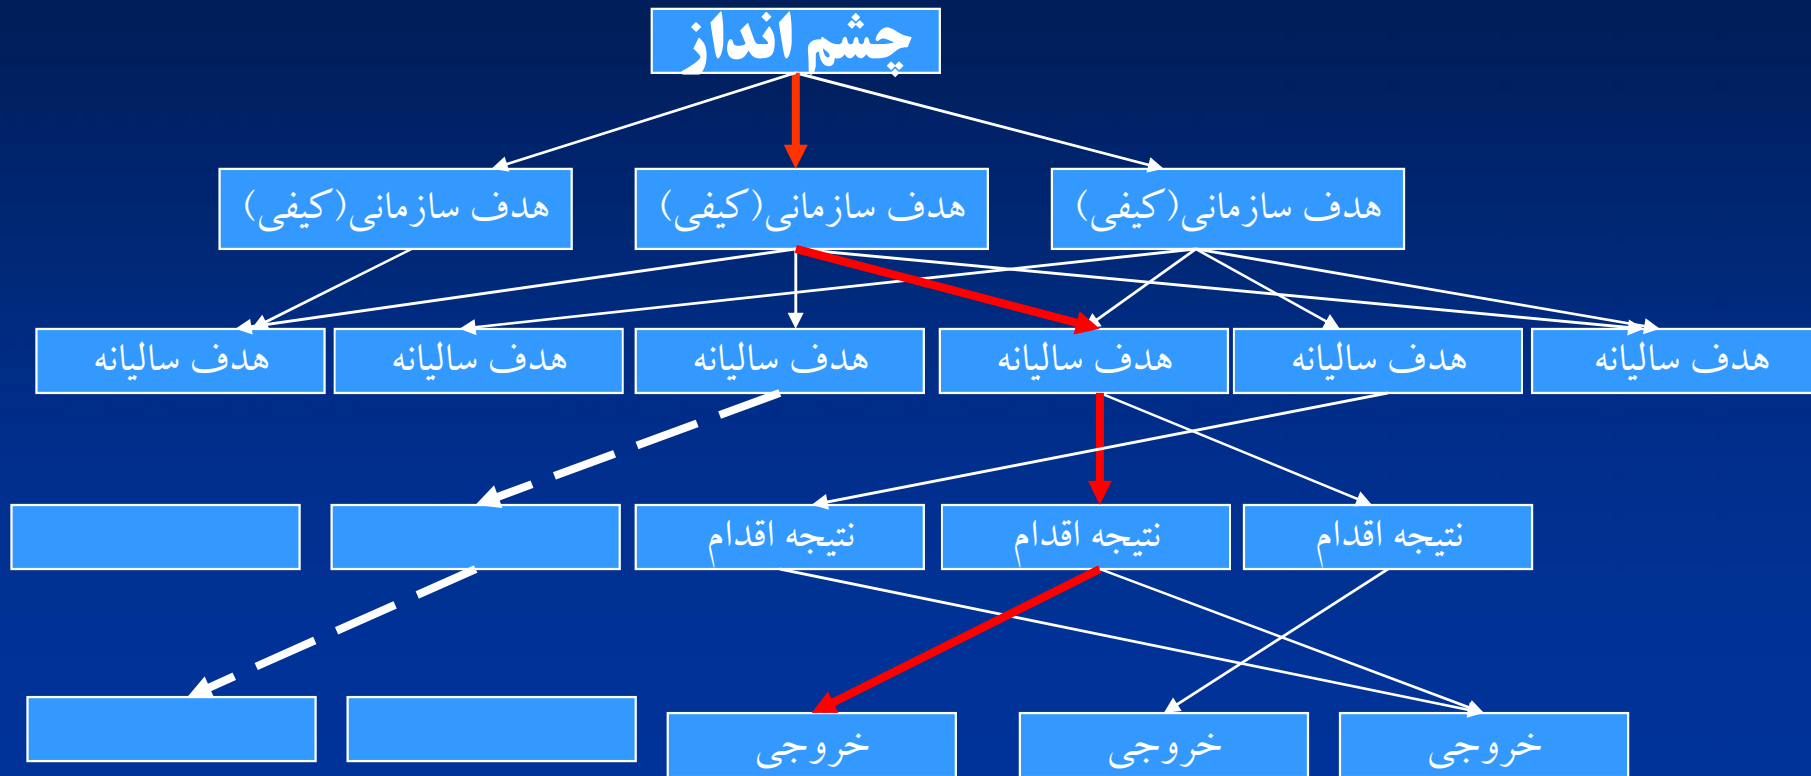 چشم انداز
هدف سازمانی(کیفی)
هدف سازمانی(کیفی)
هدف سازمانی(کیفی)
هدف سالیانه
هدف سالیانه
هدف سالیانه
هدف سالیانه
هدف سالیانه
هدف سالیانه
نتیجه اقدام
نتیجه اقدام
نتیجه اقدام
خروجی
خروجی
خروجی